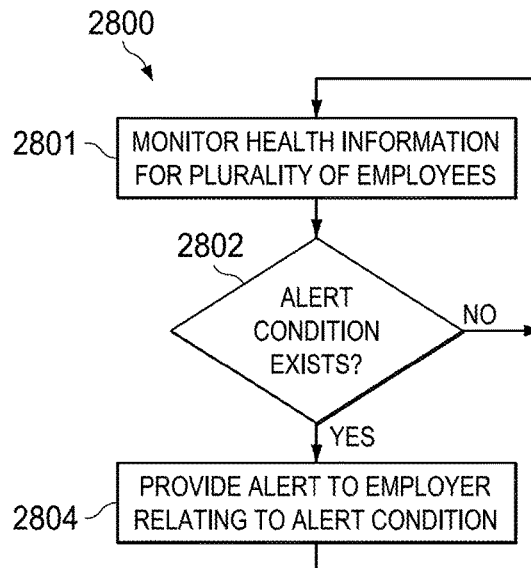 2800
2801
MONITOR HEALTH INFORMATION
FOR PLURALITY OF EMPLOYEES
2802
ALERT
CONDITION
EXISTS?
NO
YES
2804
PROVIDE ALERT TO EMPLOYER
RELATING TO ALERT CONDITION